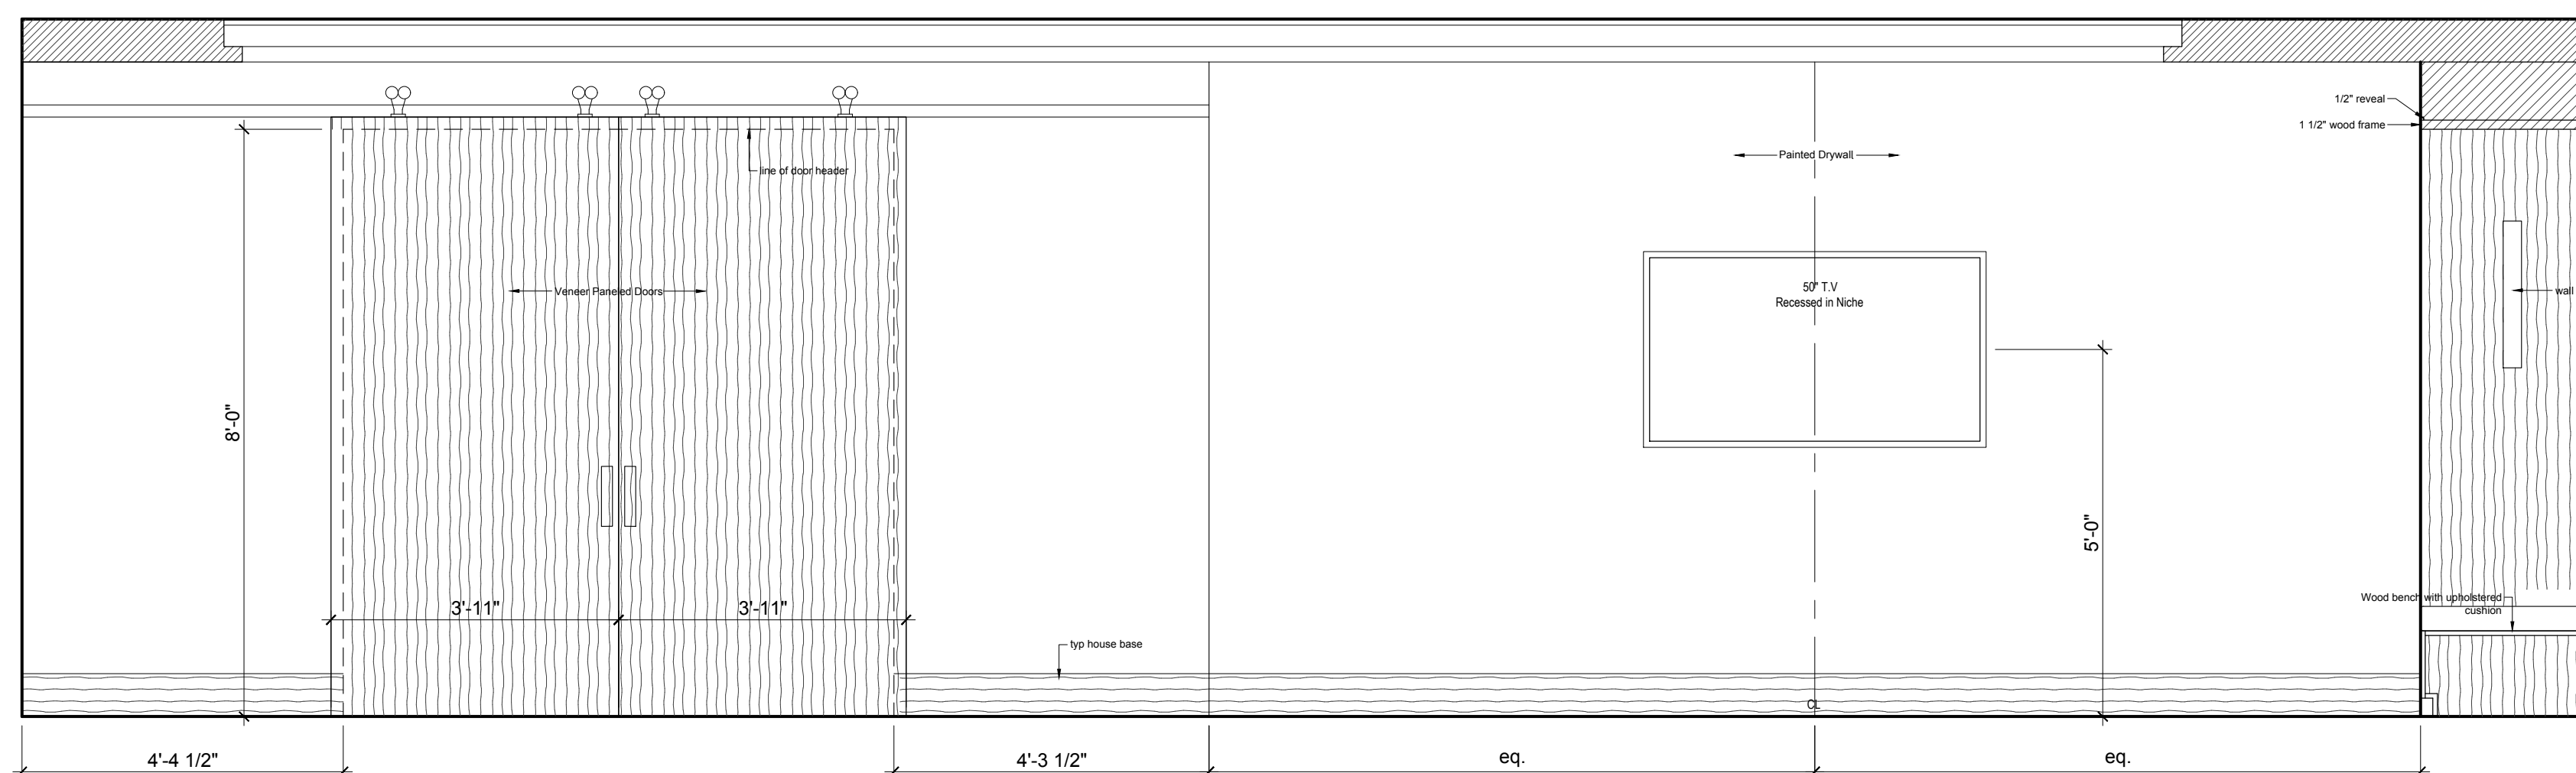 1/2" reveal
1 1/2" wood frame
Painted Drywall
line of door header
Veneer Paneled Doors
50" T.V
Recessed in Niche
wall
8'-0"
5'-0"
3'-11"
3'-11"
Wood bench with upholstered
cushion
typ house base
CL
4'-4 1/2"
4'-3 1/2"
eq.
eq.